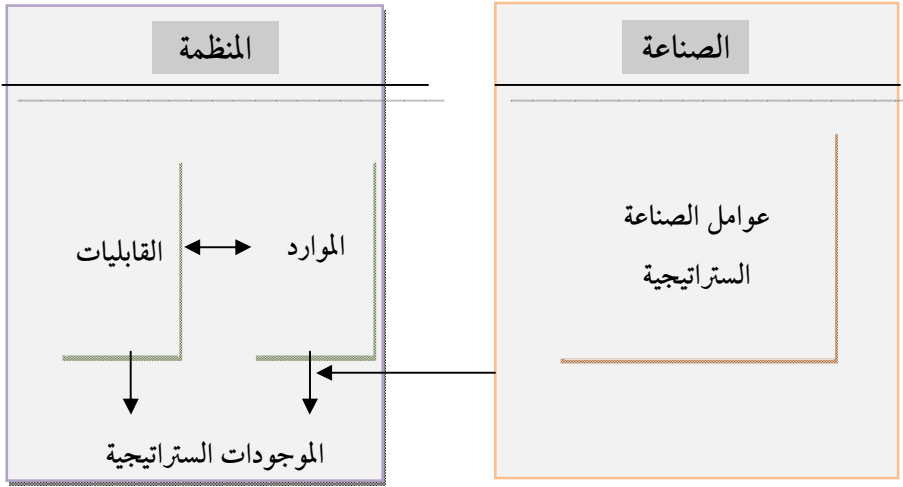 الصناعة
المنظمة
عوامل الصناعة
الستراتيجية
الموارد
القابليات
الموجودات الستراتيجية